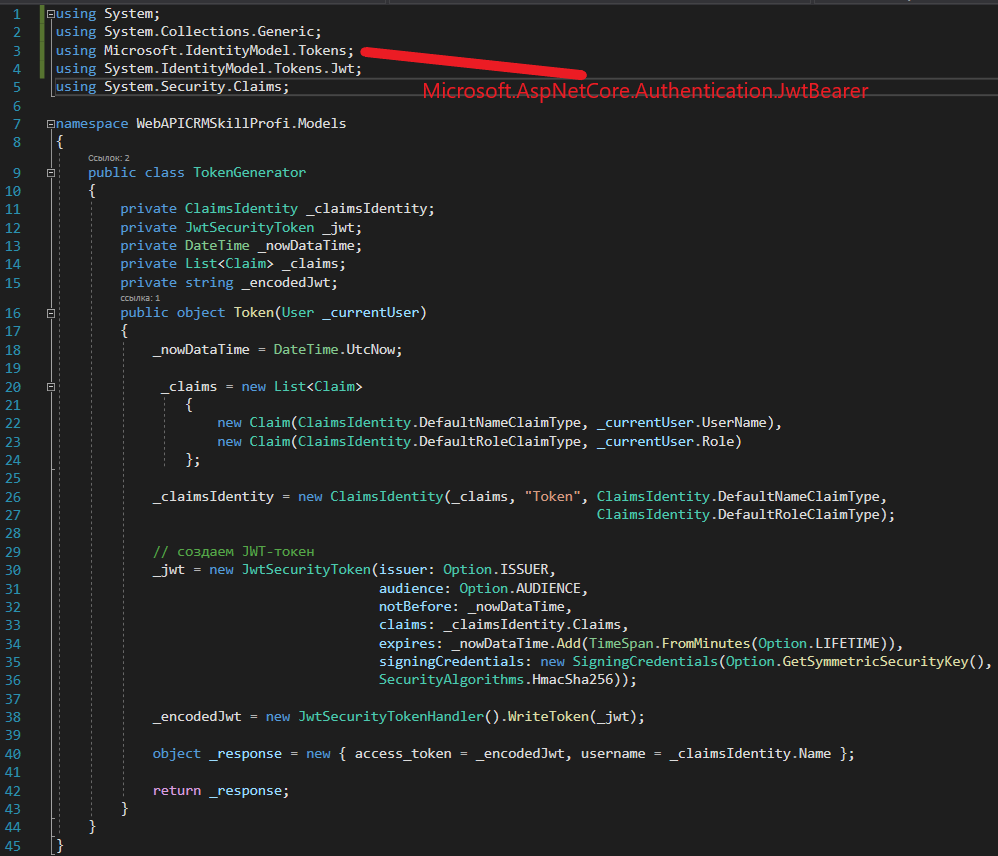 1 using System;
2 using System.Collections.Generic;
3 using Microsoft.IdentityModel.Tokens;
4 using System.IdentityModel.Tokens.Jwt;
5 using System.Security.Claims;
Microsoft.AspNetCore.Authentication.JwtBearer
6
7 namespace WebAPICRMSkillProfi.Models
8 {
Ссылок: 2
9 public class TokenGenerator
10 {
11 private ClaimsIdentity _claimsIdentity;
12 private JwtSecurityToken _jwt;
13 private DateTime _nowDataTime;
14 private List<Claim> _claims;
15 private string _encodedJwt;
ссылка: 1
16 public object Token(User _currentUser)
17 {
18 _nowDataTime = DateTime.UtcNow;
19
20 _claims = new List<Claim>
21 {
22 new Claim(ClaimsIdentity.DefaultNameClaimType, _currentUser.UserName),
23 new Claim(ClaimsIdentity.DefaultRoleClaimType, _currentUser.Role)
24 };
25
26 _claimsIdentity = new ClaimsIdentity(_claims, "Token", ClaimsIdentity.DefaultNameClaimType,
27 ClaimsIdentity.DefaultRoleClaimType);
28
29 // создаем JWT-токен
30 _jwt = new JwtSecurityToken(issuer: Option.ISSUER,
31 audience: Option.AUDIENCE,
32 notBefore: _nowDataTime,
33 claims: _claimsIdentity.Claims,
34 expires: _nowDataTime.Add(TimeSpan.FromMinutes(Option.LIFETIME)),
35 signingCredentials: new SigningCredentials(Option.GetSymmetricSecurityKey(),
36 SecurityAlgorithms.HmacSha256));
37
38 _encodedJwt = new JwtSecurityTokenHandler().WriteToken(_jwt);
39
40 object _response = new { access_token = _encodedJwt, username = _claimsIdentity.Name };
41
42 return _response;
43 }
44 }
45 }